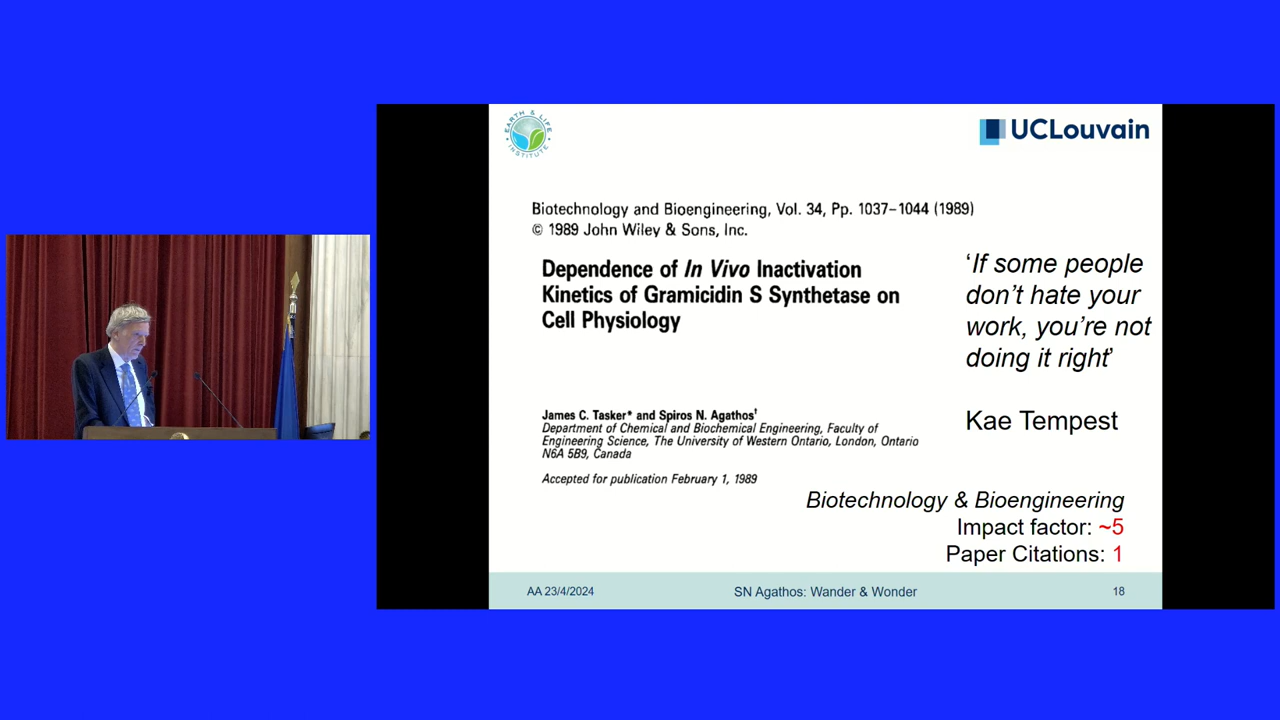 EARTH & LIFE
INSTITUTE
UCLouvain
Biotechnology and Bioengineering, Vol. 34, Pp. 1037–1044 (1989)
© 1989 John Wiley & Sons, Inc.
Dependence of In Vivo Inactivation
Kinetics of Gramicidin S Synthetase on
Cell Physiology
‘If some people
don’t hate your
work, you’re not
doing it right’
Kae Tempest
James C. Tasker* and Spiros N. Agathos†
Department of Chemical and Biochemical Engineering, Faculty of
Engineering Science, The University of Western Ontario, London, Ontario
N6A 5B9, Canada
Accepted for publication February 1, 1989
Biotechnology & Bioengineering
Impact factor: ~5
Paper Citations: 1
AA 23/4/2024 SN Agathos: Wander & Wonder 18